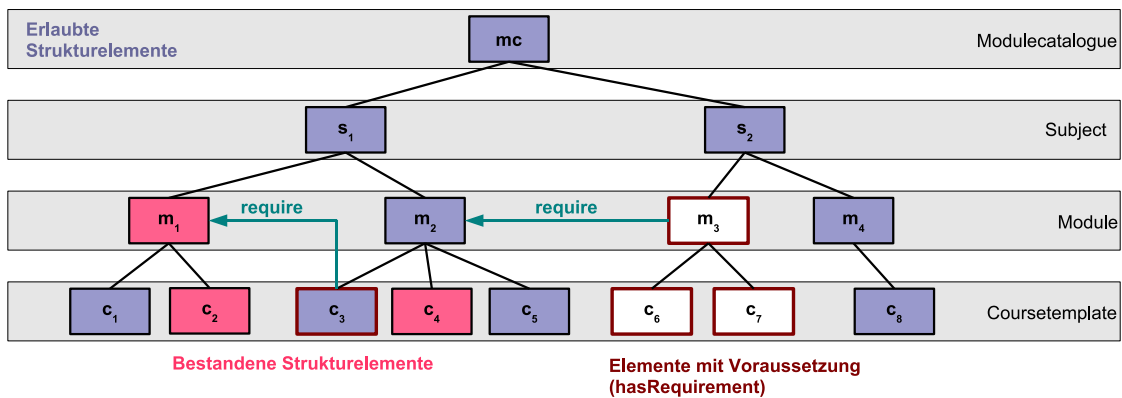 Erlaubte
Strukturelemente
mc
Modulecatalogue
s1
s2
Subject
m1
require
m2
require
m3
m4
Module
c1
c2
c3
c4
c5
c6
c7
c8
Coursetemplate
Bestandene Strukturelemente
Elemente mit Voraussetzung
(hasRequirement)